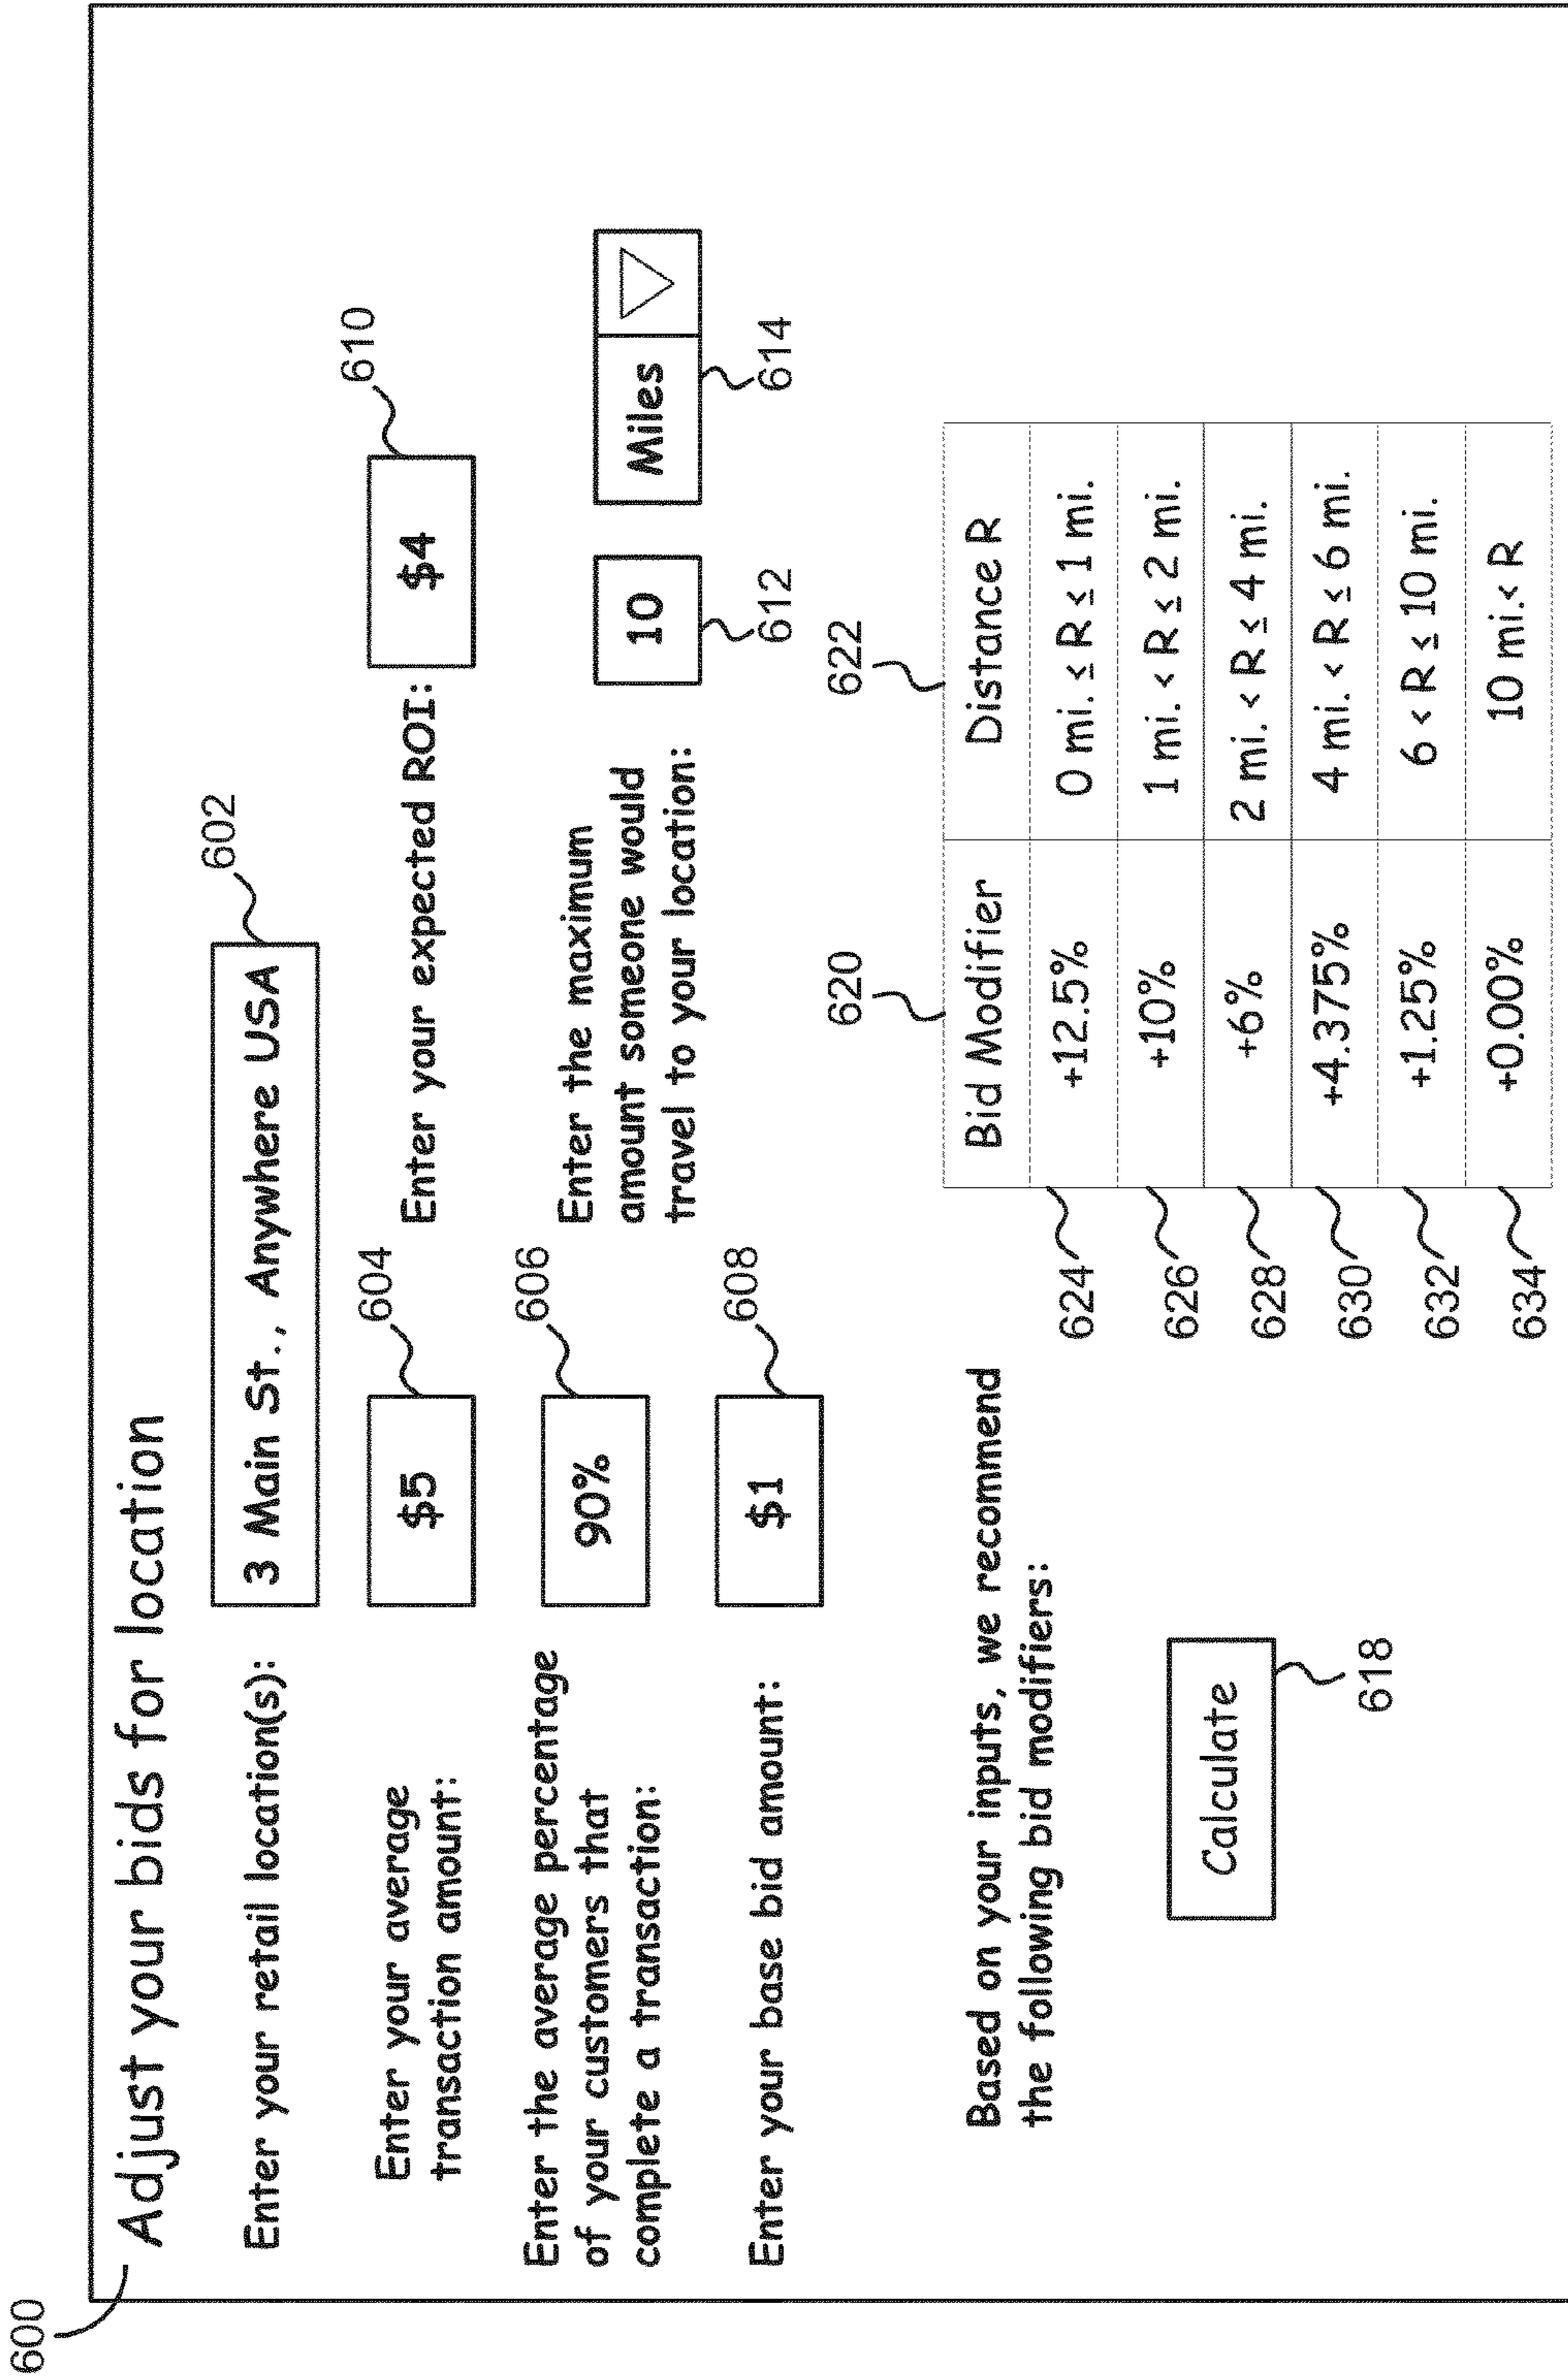 600
Adjust your bids for location
Enter your retail location(s):
3 Main St., Anywhere USA
602
Enter your average
transaction amount:
$5
604
Enter your expected ROI:
$4
610
Enter the average percentage
of your customers that
complete a transaction:
90%
606
Enter the maximum
amount someone would
travel to your location:
10
612
Miles
614
Enter your base bid amount:
$1
608
Based on your inputs, we recommend
the following bid modifiers:
Calculate
618
620
622
Bid Modifier Distance R
624 +12.5% 0 mi. ≤ R ≤ 1 mi.
626 +10% 1 mi. < R ≤ 2 mi.
628 +6% 2 mi. < R ≤ 4 mi.
630 +4.375% 4 mi. < R ≤ 6 mi.
632 +1.25% 6 < R ≤ 10 mi.
634 +0.00% 10 mi.< R